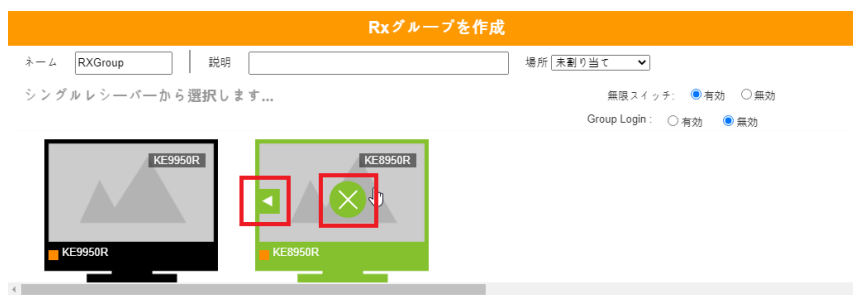 Rxグループを作成
ネーム RXGroup 説明 場所 未割り当て
シングルレシーバーから選択します...
無限スイッチ: 有効 無効
Group Login : 有効 無効
KE9950R KE8950R
KE9950R KE8950R